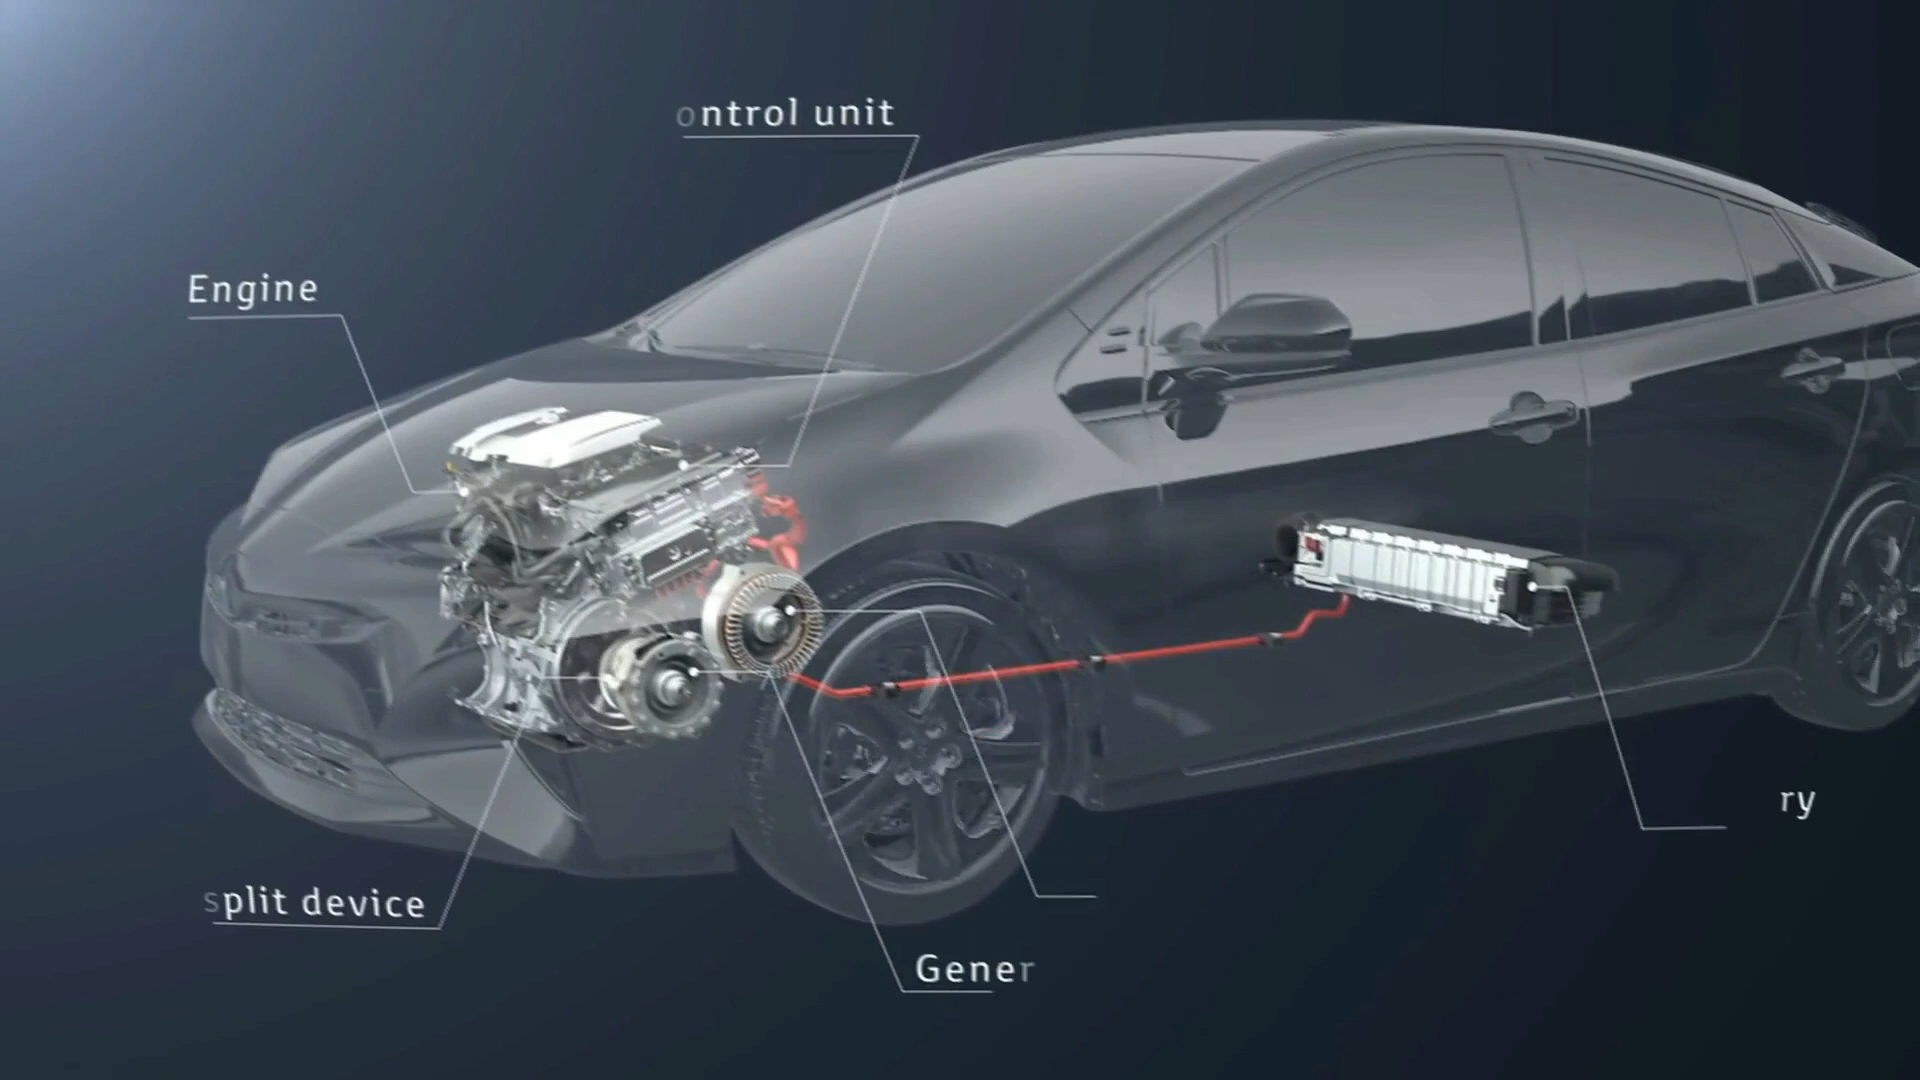 ontrol unit
Engine
ry
split device
Gener